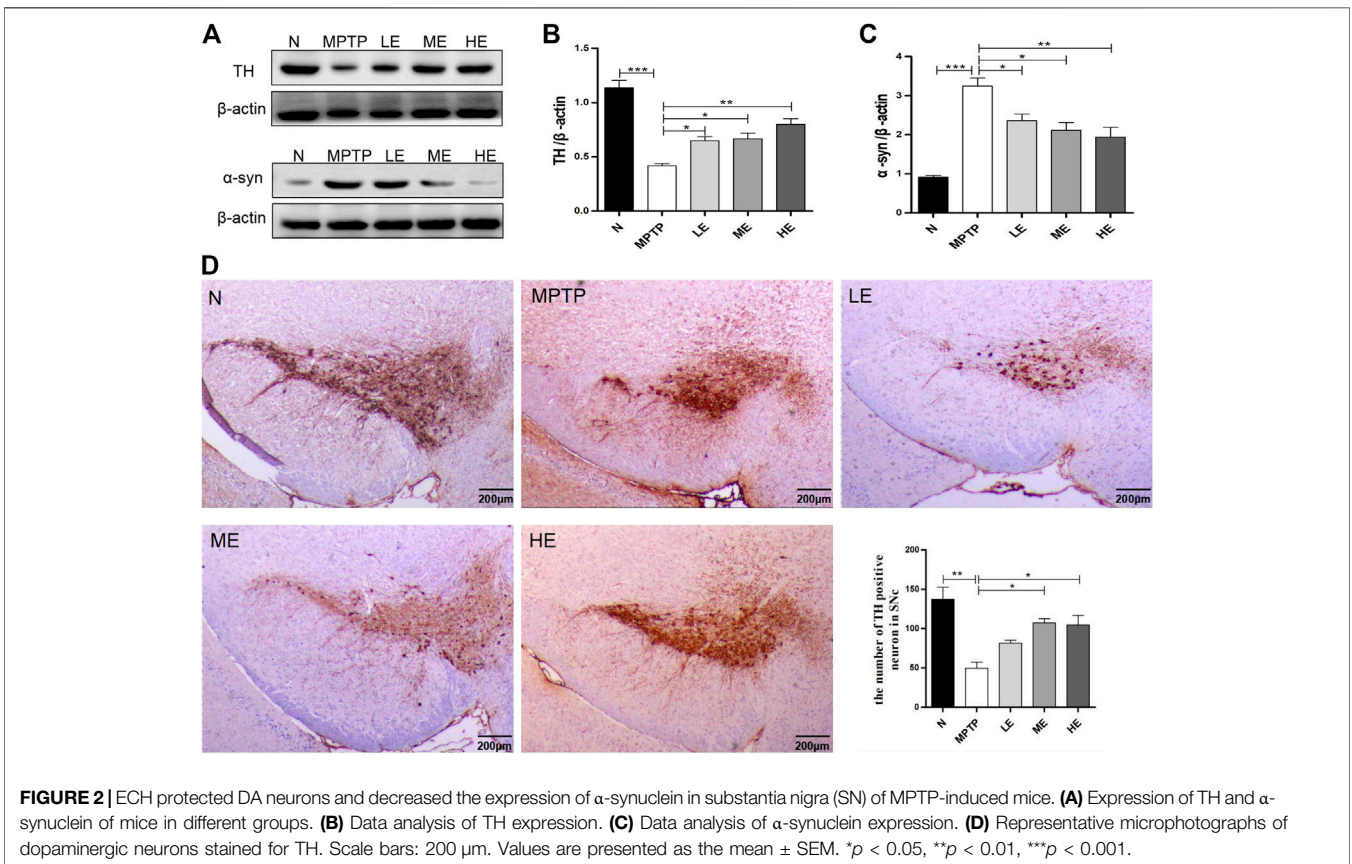 A
N MPTP LE ME HE
TH
β-actin
N MPTP LE ME HE
α-syn
β-actin
B
TH /β -actin
1.5
1.0
0.5
0.0
***
**
*
*
N MPTP LE ME HE
C
α -syn /β-actin
4
3
2
1
0
**
*
***
*
N MPTP LE ME HE
D
N
200µm
MPTP
200µm
LE
200µm
ME
200µm
HE
200µm
the number of TH positive
neuron in SNc
200
150
100
50
0
**
*
*
N MPTP LE ME HE
FIGURE 2 | ECH protected DA neurons and decreased the expression of α-synuclein in substantia nigra (SN) of MPTP-induced mice. (A) Expression of TH and α-
synuclein of mice in different groups. (B) Data analysis of TH expression. (C) Data analysis of α-synuclein expression. (D) Representative microphotographs of
dopaminergic neurons stained for TH. Scale bars: 200 µm. Values are presented as the mean ± SEM. *p < 0.05, **p < 0.01, ***p < 0.001.